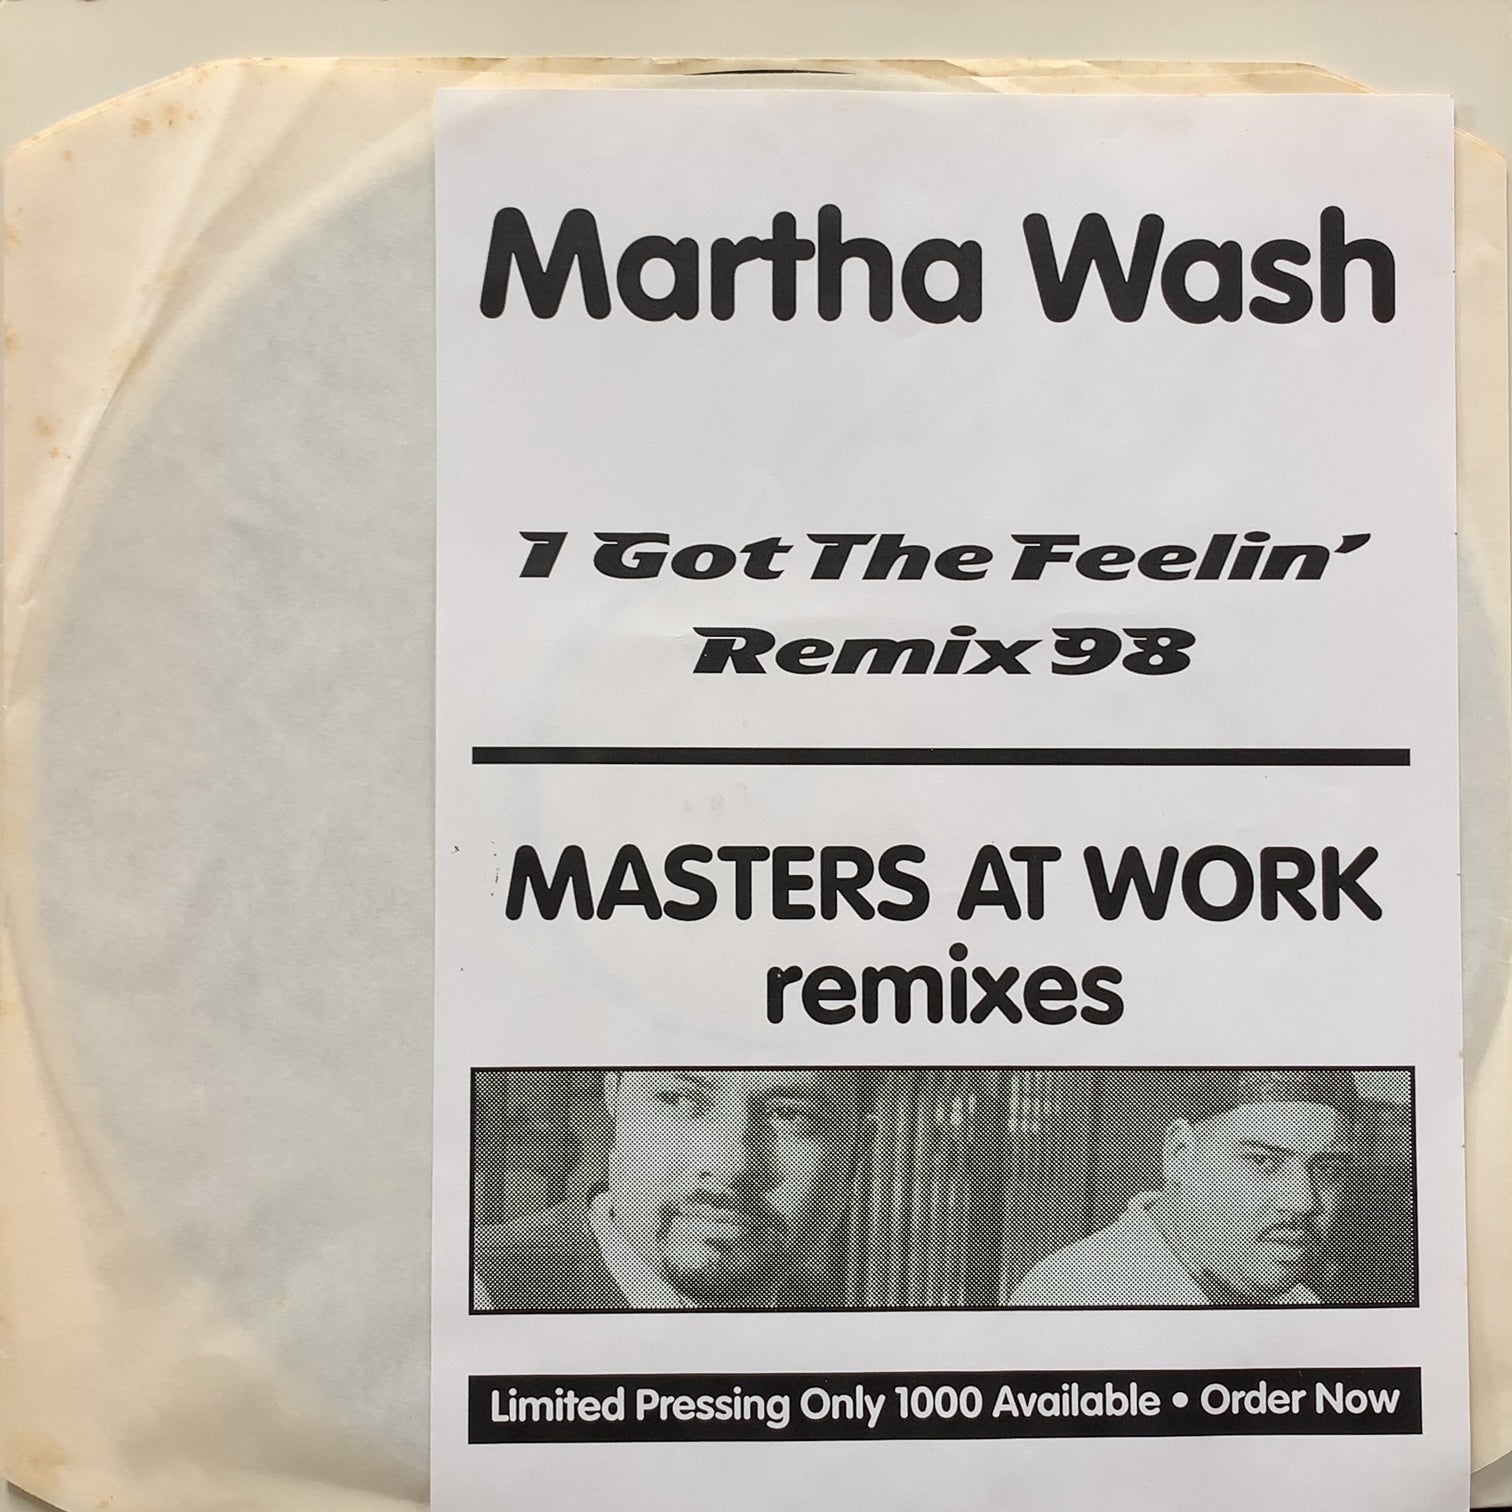 Martha Wash
I Got The Feelin'
Remix 98
MASTERS AT WORK
remixes
Limited Pressing Only 1000 Available • Order Now